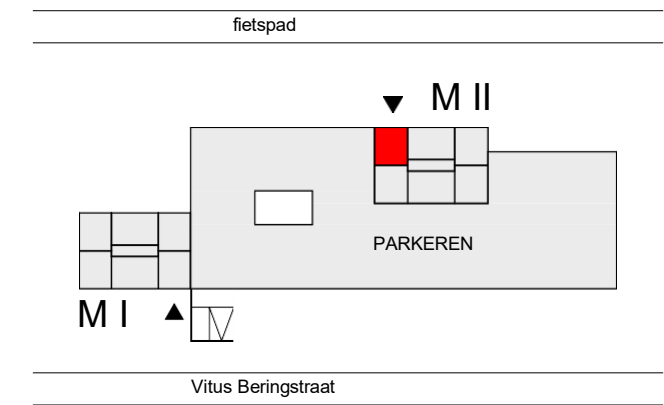 fietspad
M II
PARKEREN
M I
Vitus Beringstraat